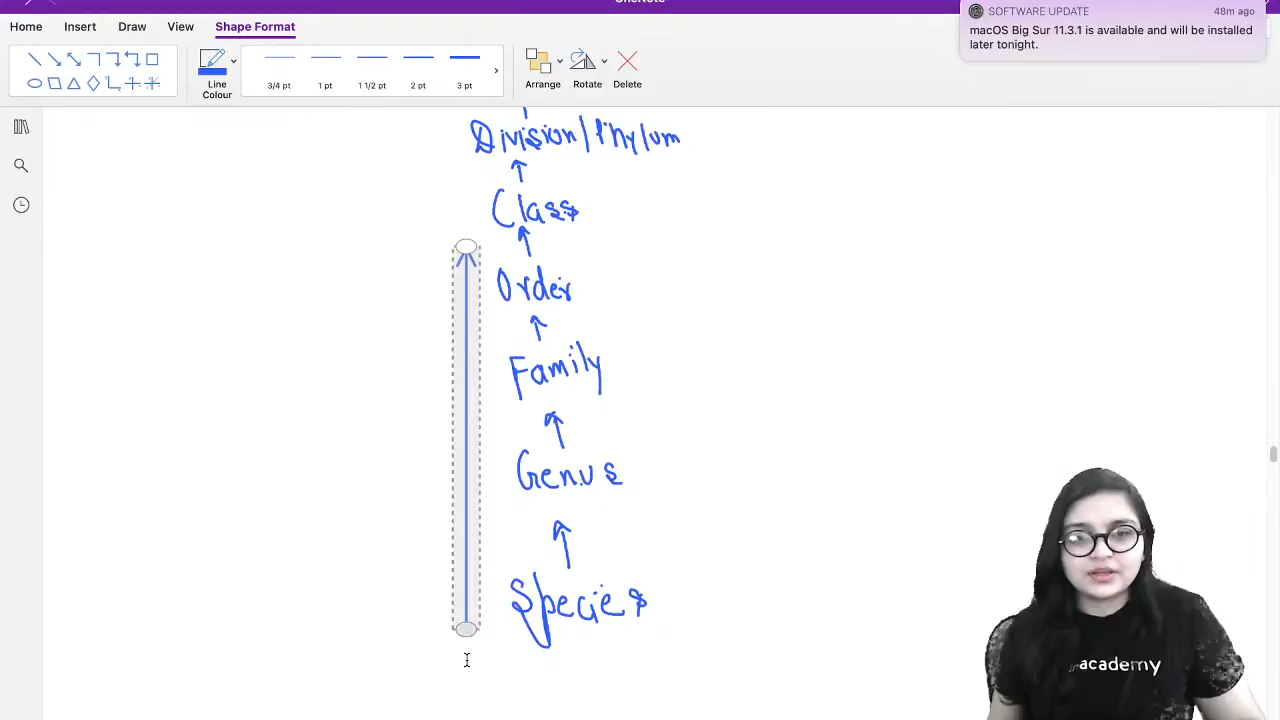 OneNote
Home Insert Draw View Shape Format
SOFTWARE UPDATE 48m ago
macOS Big Sur 11.3.1 is available and will be installed
later tonight.
Line
Colour
3/4 pt 1 pt 1 1/2 pt 2 pt 3 pt
Arrange Rotate Delete
Division/Phylum
Class
Order
Family
Genus
Species
academy